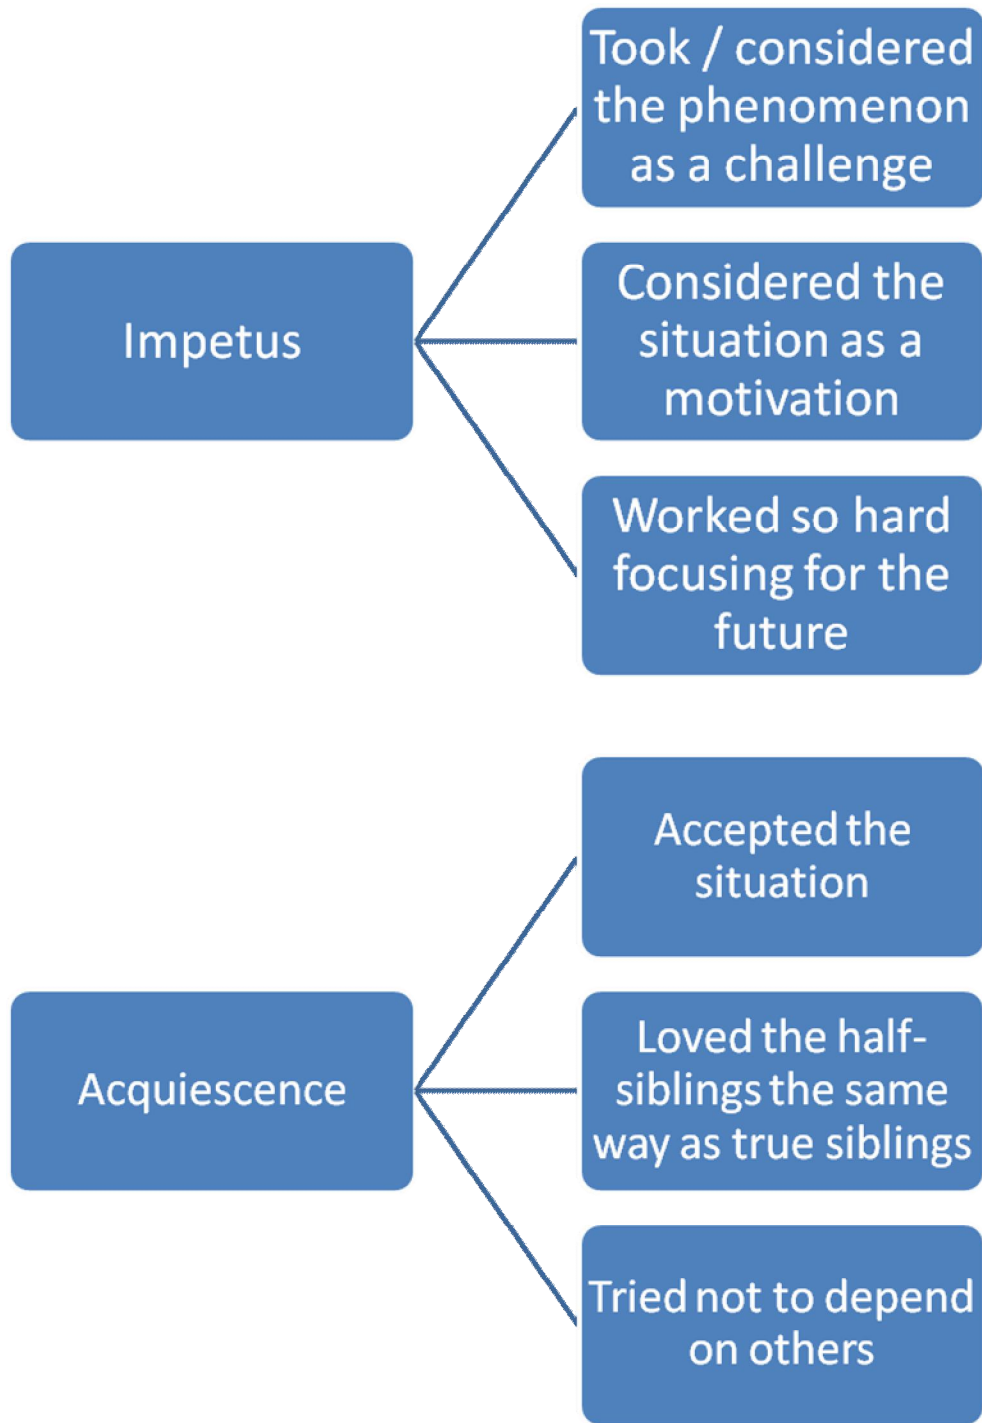 Impetus
Took / considered
the phenomenon
as a challenge
Considered the
situation as a
motivation
Worked so hard
focusing for the
future
Acquiescence
Accepted the
situation
Loved the half-
siblings the same
way as true siblings
Tried not to depend
on others